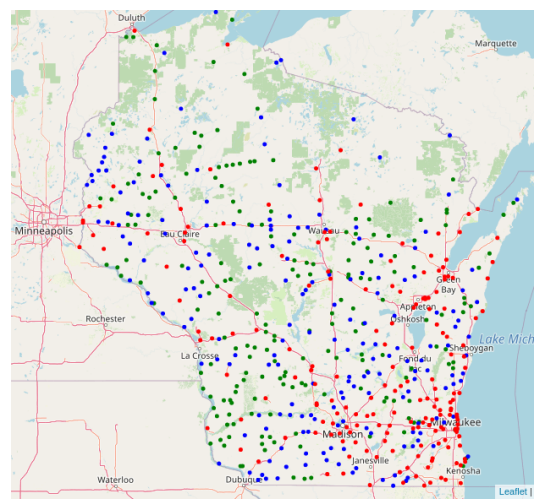 Duluth
Marquette
Minneapolis
Eau Claire
Wausau
Green
Bay
Appleton
Oshkosh
Rochester
Lake Mich
Sheboygan
La Crosse
Fond du
Lac
Milwaukee
Madison
Janesville
Kenosha
Waterloo
Dubuque
Leaflet |